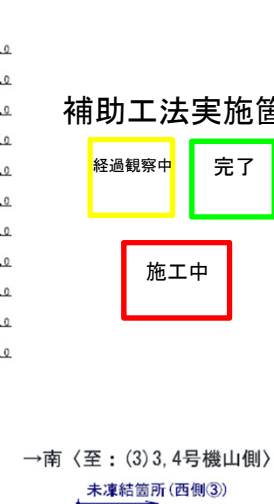 補助工法実施箇
経過観察中
完了
施工中
→南〈至：(3)3,4号機山側〉
未凍結箇所(西側③)